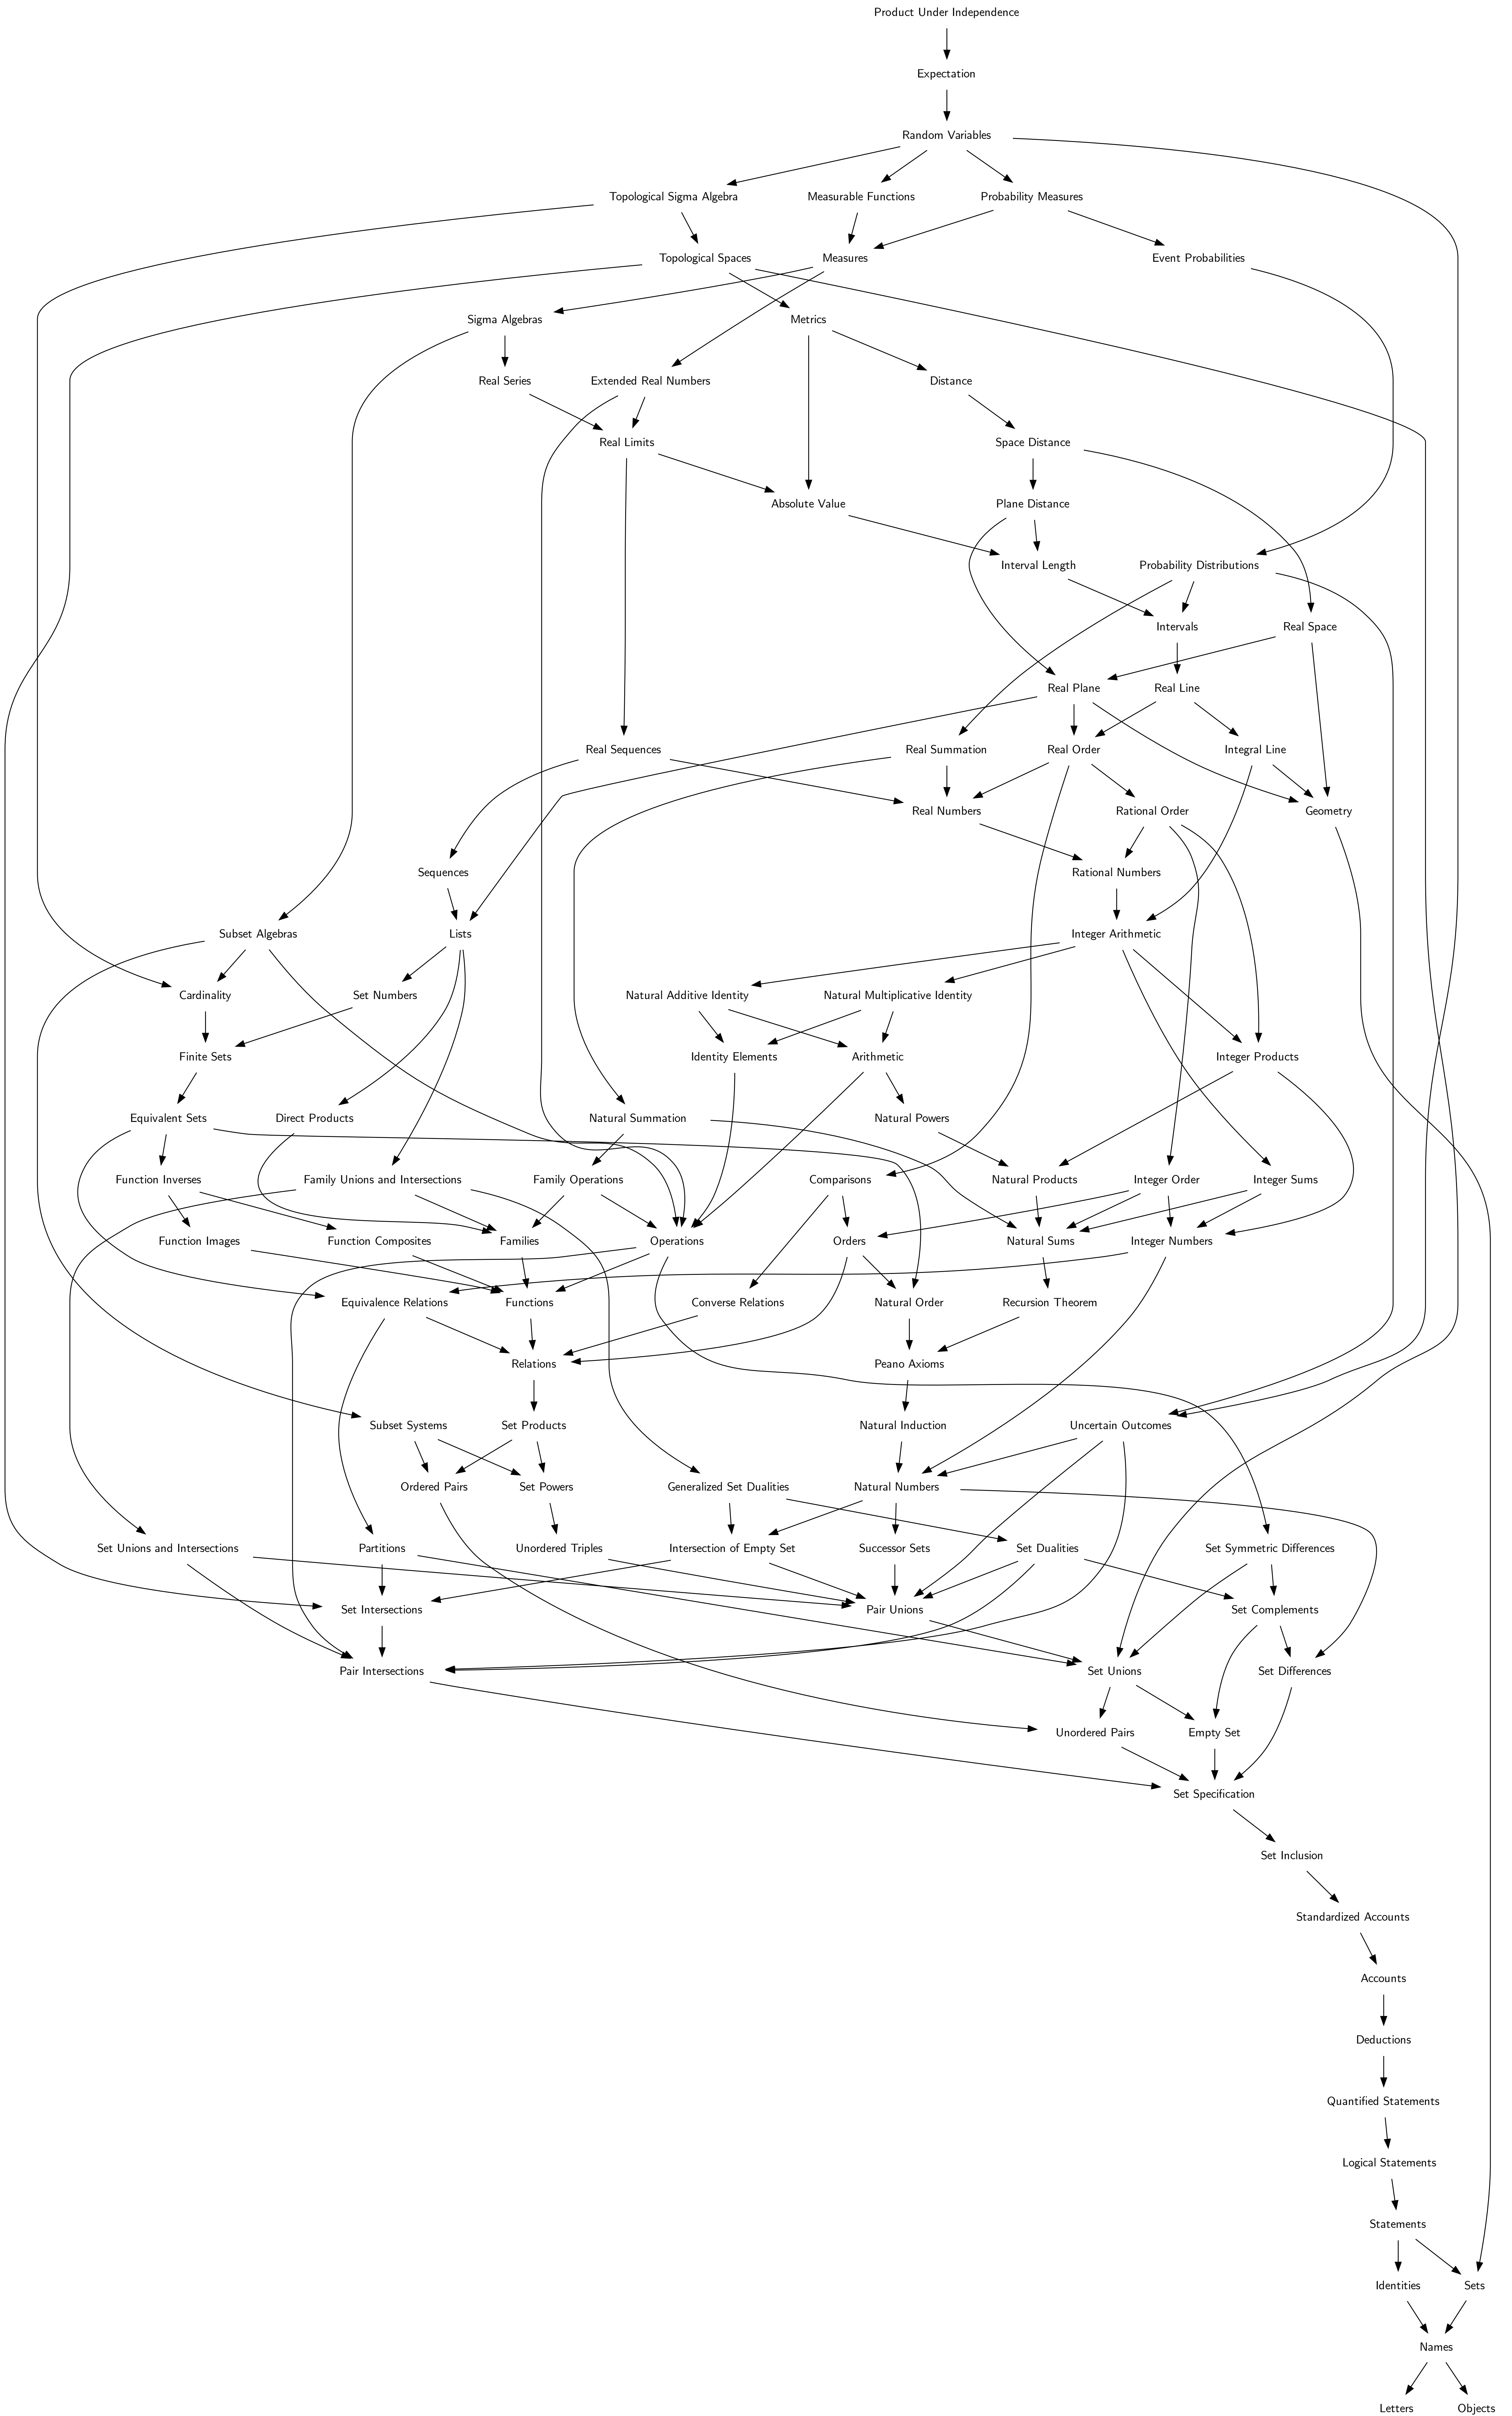 Product Under Independence
Expectation
Random Variables
Topological Sigma Algebra
Measurable Functions
Probability Measures
Topological Spaces
Measures
Event Probabilities
Sigma Algebras
Metrics
Real Series
Extended Real Numbers
Distance
Real Limits
Space Distance
Absolute Value
Plane Distance
Interval Length
Probability Distributions
Intervals
Real Space
Real Plane
Real Line
Real Sequences
Real Summation
Real Order
Integral Line
Real Numbers
Rational Order
Geometry
Sequences
Rational Numbers
Subset Algebras
Lists
Integer Arithmetic
Cardinality
Set Numbers
Natural Additive Identity
Natural Multiplicative Identity
Finite Sets
Identity Elements
Arithmetic
Integer Products
Equivalent Sets
Direct Products
Natural Summation
Natural Powers
Function Inverses
Family Unions and Intersections
Family Operations
Comparisons
Natural Products
Integer Order
Integer Sums
Function Images
Function Composites
Families
Operations
Orders
Natural Sums
Integer Numbers
Equivalence Relations
Functions
Converse Relations
Natural Order
Recursion Theorem
Relations
Peano Axioms
Subset Systems
Set Products
Natural Induction
Uncertain Outcomes
Ordered Pairs
Set Powers
Generalized Set Dualities
Natural Numbers
Set Unions and Intersections
Partitions
Unordered Triples
Intersection of Empty Set
Successor Sets
Set Dualities
Set Symmetric Differences
Set Intersections
Pair Unions
Set Complements
Pair Intersections
Set Unions
Set Differences
Unordered Pairs
Empty Set
Set Specification
Set Inclusion
Standardized Accounts
Accounts
Deductions
Quantified Statements
Logical Statements
Statements
Identities
Sets
Names
Letters
Objects